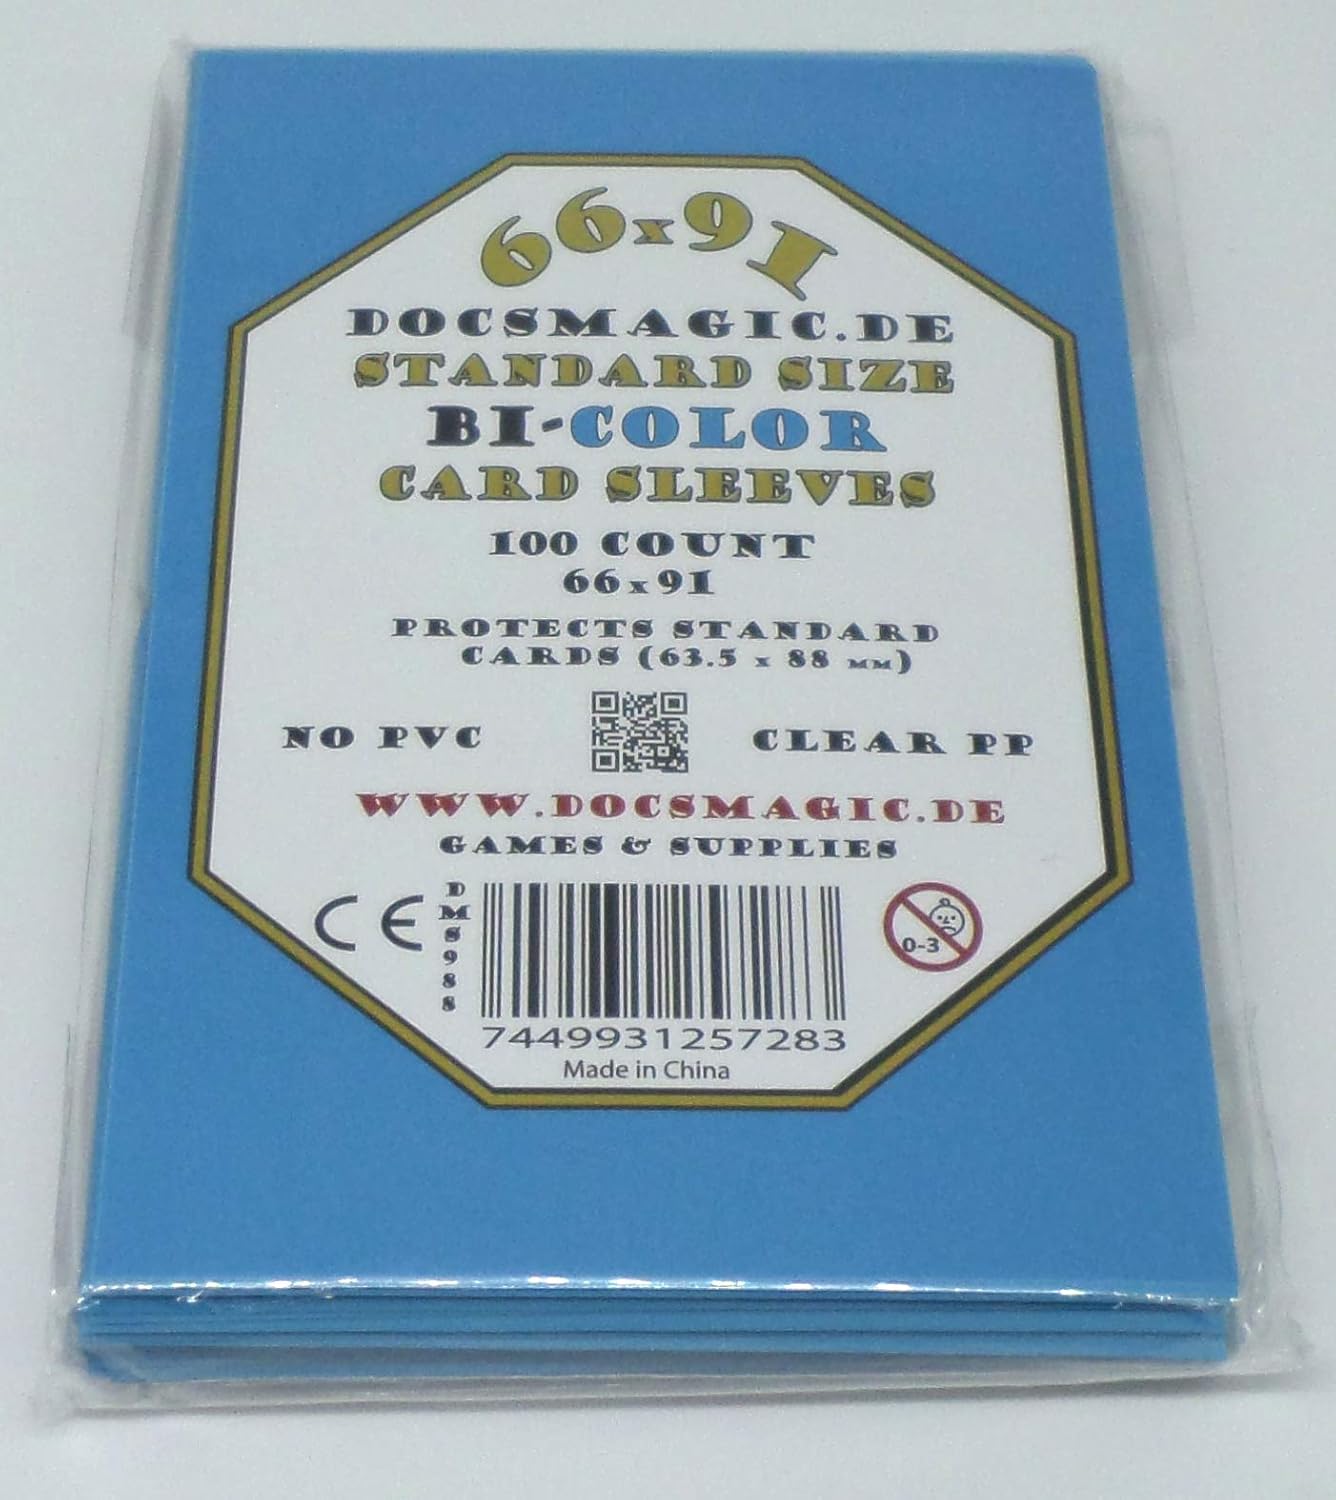 66x91
DOCSMAGIC.DE
STANDARD SIZE
BI-COLOR
CARD SLEEVES
100 COUNT
66x91
PROTECTS STANDARD
CARDS (63.5 x 88 MM)
NO PVC
CLEAR PP
WWW.DOCSMAGIC.DE
GAMES & SUPPLIES
CE
DMS988
0-3
7449931257283
Made in China